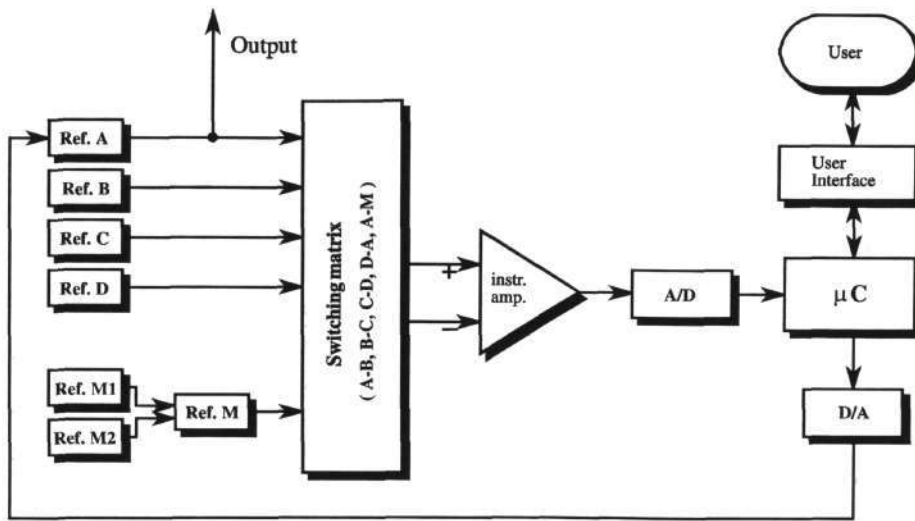 Output
User
Ref. A
Ref. B
Ref. C
Ref. D
User
Interface
Switching matrix
( A-B, B-C, C-D, D-A, A-M )
+
instr.
amp.
−
A/D
μC
Ref. M1
Ref. M
Ref. M2
D/A